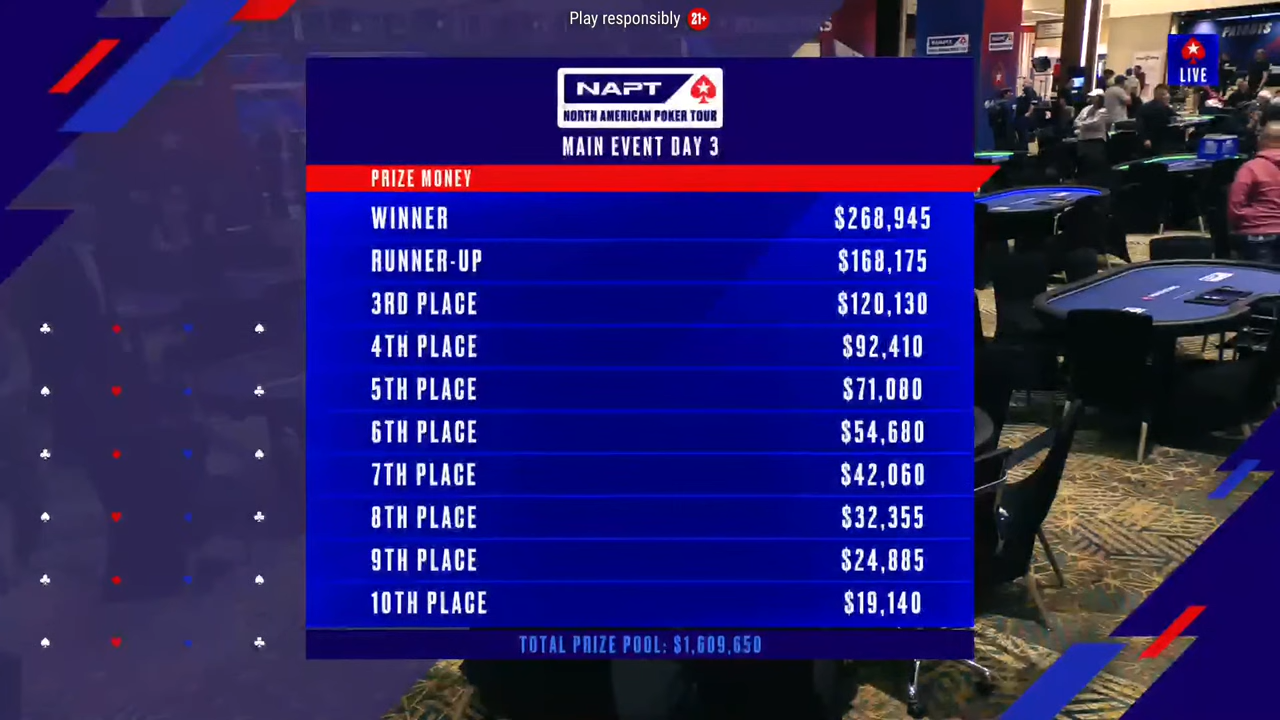 Play responsibly 21+
LIVE
NAPT
NORTH AMERICAN POKER TOUR
MAIN EVENT DAY 3
PRIZE MONEY
WINNER $268,945
RUNNER-UP $168,175
3RD PLACE $120,130
4TH PLACE $92,410
5TH PLACE $71,080
6TH PLACE $54,680
7TH PLACE $42,060
8TH PLACE $32,355
9TH PLACE $24,885
10TH PLACE $19,140
TOTAL PRIZE POOL: $1,609,650
NAPT
NAPT